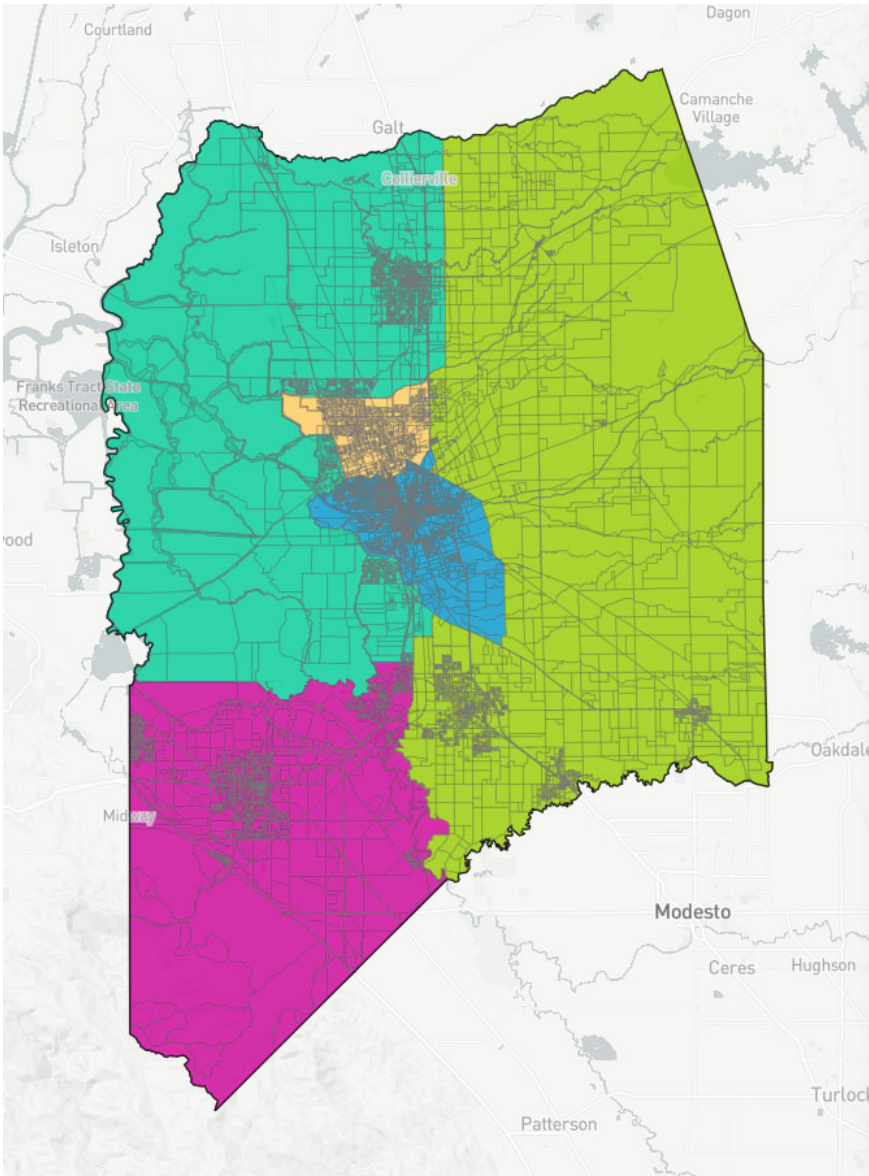 Dagon
Courtland
Camanche
Village
Galt
Collierville
Isleton
Franks Tract State
Recreational Area
ood
Oakdale
Midway
Modesto
Ceres
Hughson
Turlock
Patterson